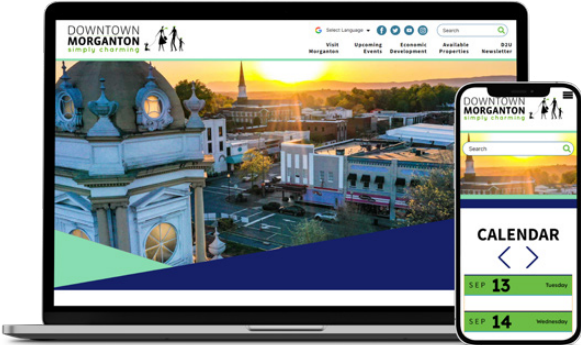 DOWNTOWN
MORGANTON
simply charming
Select Language
Search
Visit Morganton
Upcoming Events
Economic Development
Available Properties
D2U Newsletter
DOWNTOWN
MORGANTON
simply charming
Search
CALENDAR
SEP 13 Tuesday
SEP 14 Wednesday